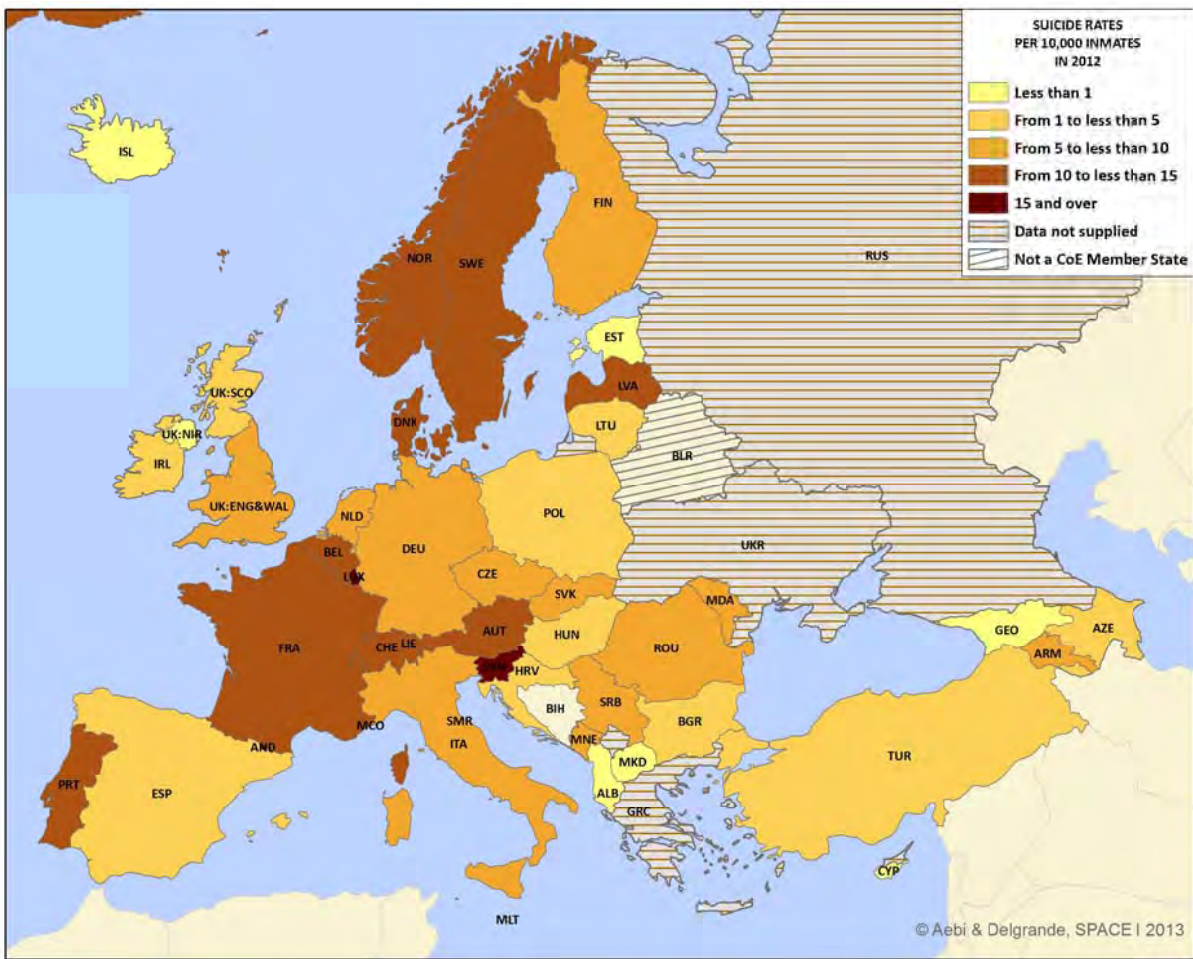 SUICIDE RATES
PER 10,000 INMATES
IN 2012
Less than 1
From 1 to less than 5
From 5 to less than 10
From 10 to less than 15
15 and over
Data not supplied
Not a CoE Member State
ISL
FIN
RUS
NOR
SWE
EST
LVA
UK:SCO
DNK
LTU
UK:NIR
BLR
IRL
UK:ENG&WAL
NLD
POL
DEU
UKR
BEL
LUX
CZE
SVK
MDA
AUT
HUN
GEO
AZE
FRA
CHE
LIE
ROU
ARM
HRV
BIH
SRB
MCO
SMR
ITA
BGR
AND
MNE
MKD
TUR
PRT
ESP
ALB
GRC
CYP
MLT
© Aebi & Delgrande, SPACE I 2013